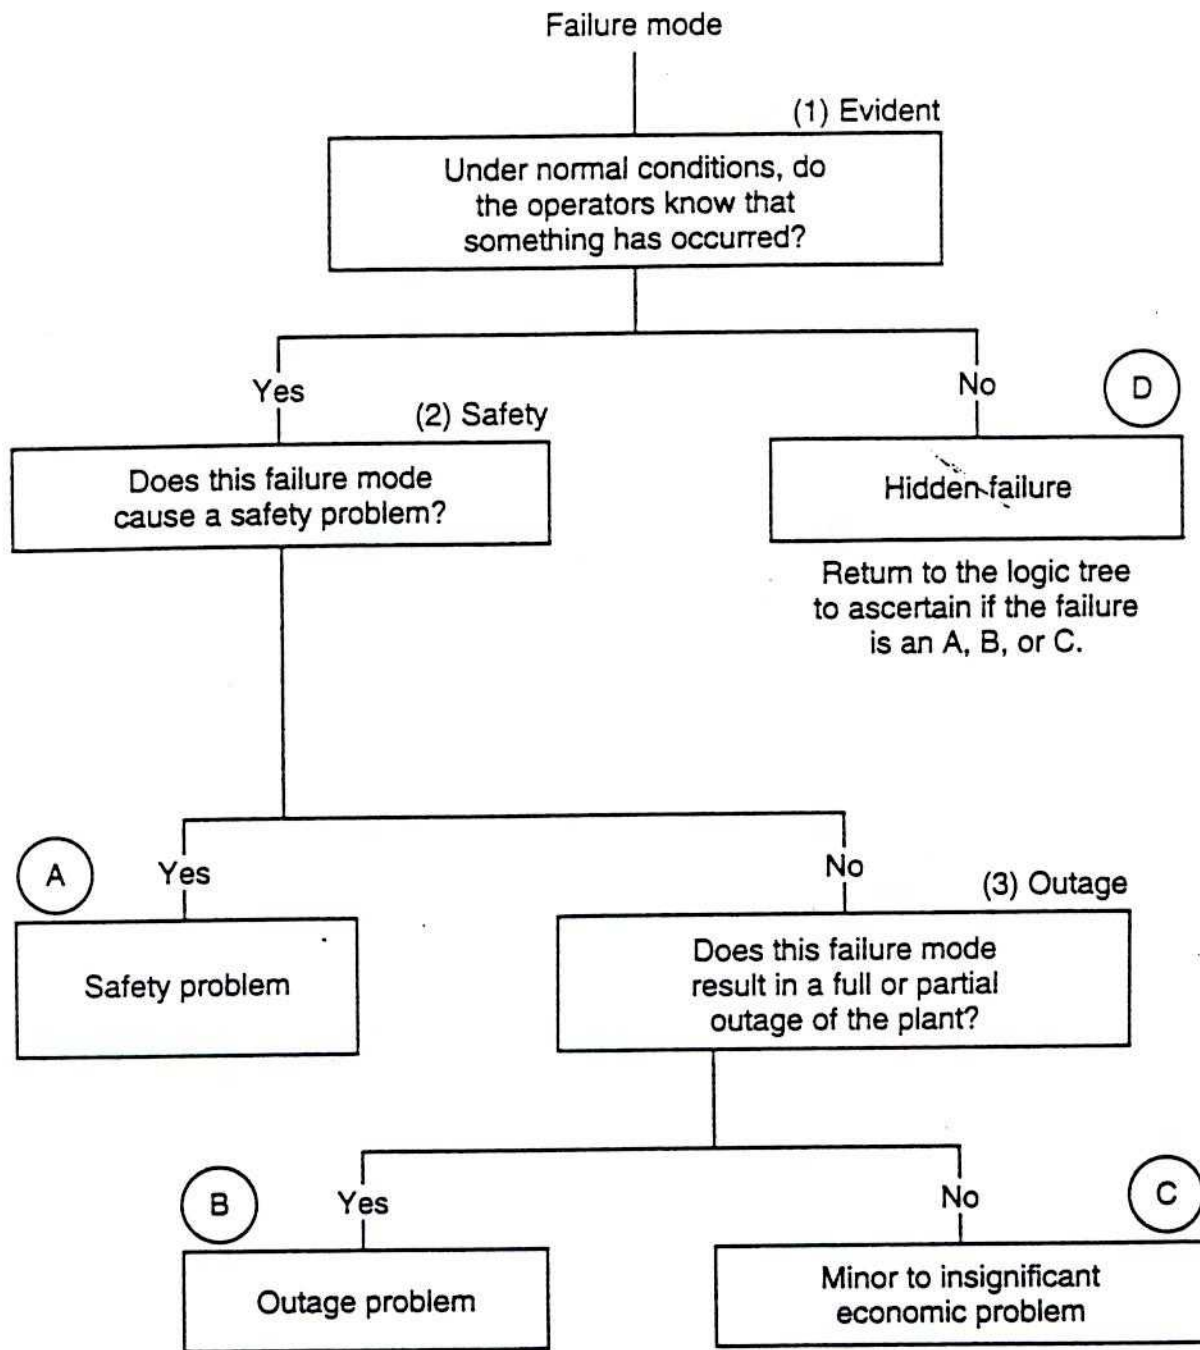 Failure mode
(1) Evident
Under normal conditions, do
the operators know that
something has occurred?
Yes
No
D
(2) Safety
Does this failure mode
cause a safety problem?
Hidden failure
Return to the logic tree
to ascertain if the failure
is an A, B, or C.
A
Yes
No
(3) Outage
Safety problem
Does this failure mode
result in a full or partial
outage of the plant?
B
Yes
No
C
Outage problem
Minor to insignificant
economic problem